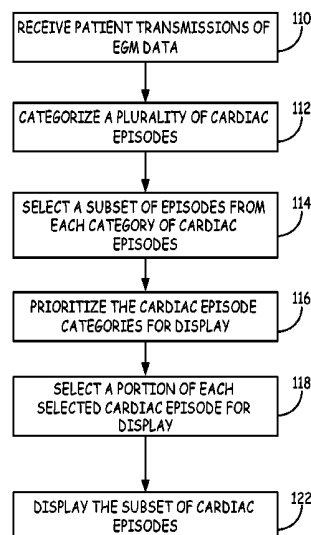 RECEIVE PATIENT TRANSMISSIONS OF
EGM DATA
110
CATEGORIZE A PLURALITY OF CARDIAC
EPISODES
112
SELECT A SUBSET OF EPISODES FROM
EACH CATEGORY OF CARDIAC
EPISODES
114
PRIORITIZE THE CARDIAC EPISODE
CATEGORIES FOR DISPLAY
116
SELECT A PORTION OF EACH
SELECTED CARDIAC EPISODE FOR
DISPLAY
118
DISPLAY THE SUBSET OF CARDIAC
EPISODES
122